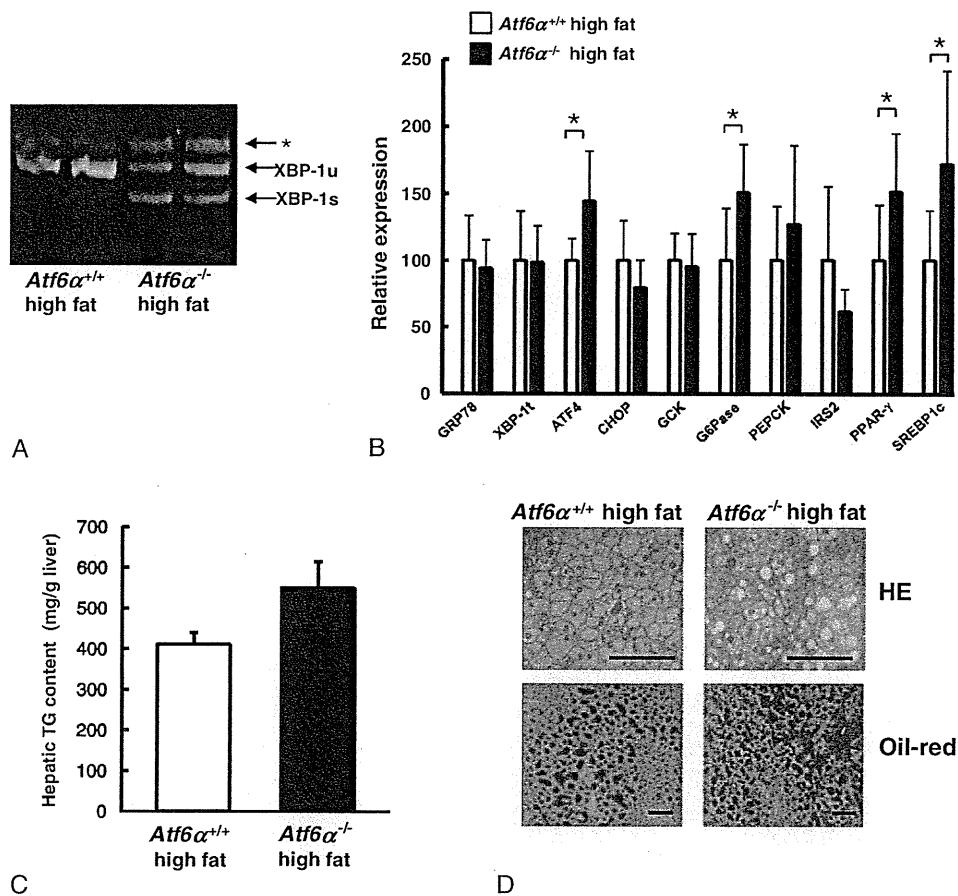 *
XBP-1u
XBP-1s
Atf6α+/+
high fat
Atf6α-/-
high fat
A
Atf6α+/+ high fat
Atf6α-/- high fat
Relative expression
250
200
150
100
50
0
*
*
*
*
GRP78
XBP-1t
ATF4
CHOP
GCK
G6Pase
PEPCK
IRS2
PPAR-γ
SREBP1c
B
Hepatic TG content (mg/g liver)
700
600
500
400
300
200
100
0
Atf6α+/+
high fat
Atf6α-/-
high fat
C
Atf6α+/+ high fat
Atf6α-/- high fat
HE
Oil-red
D